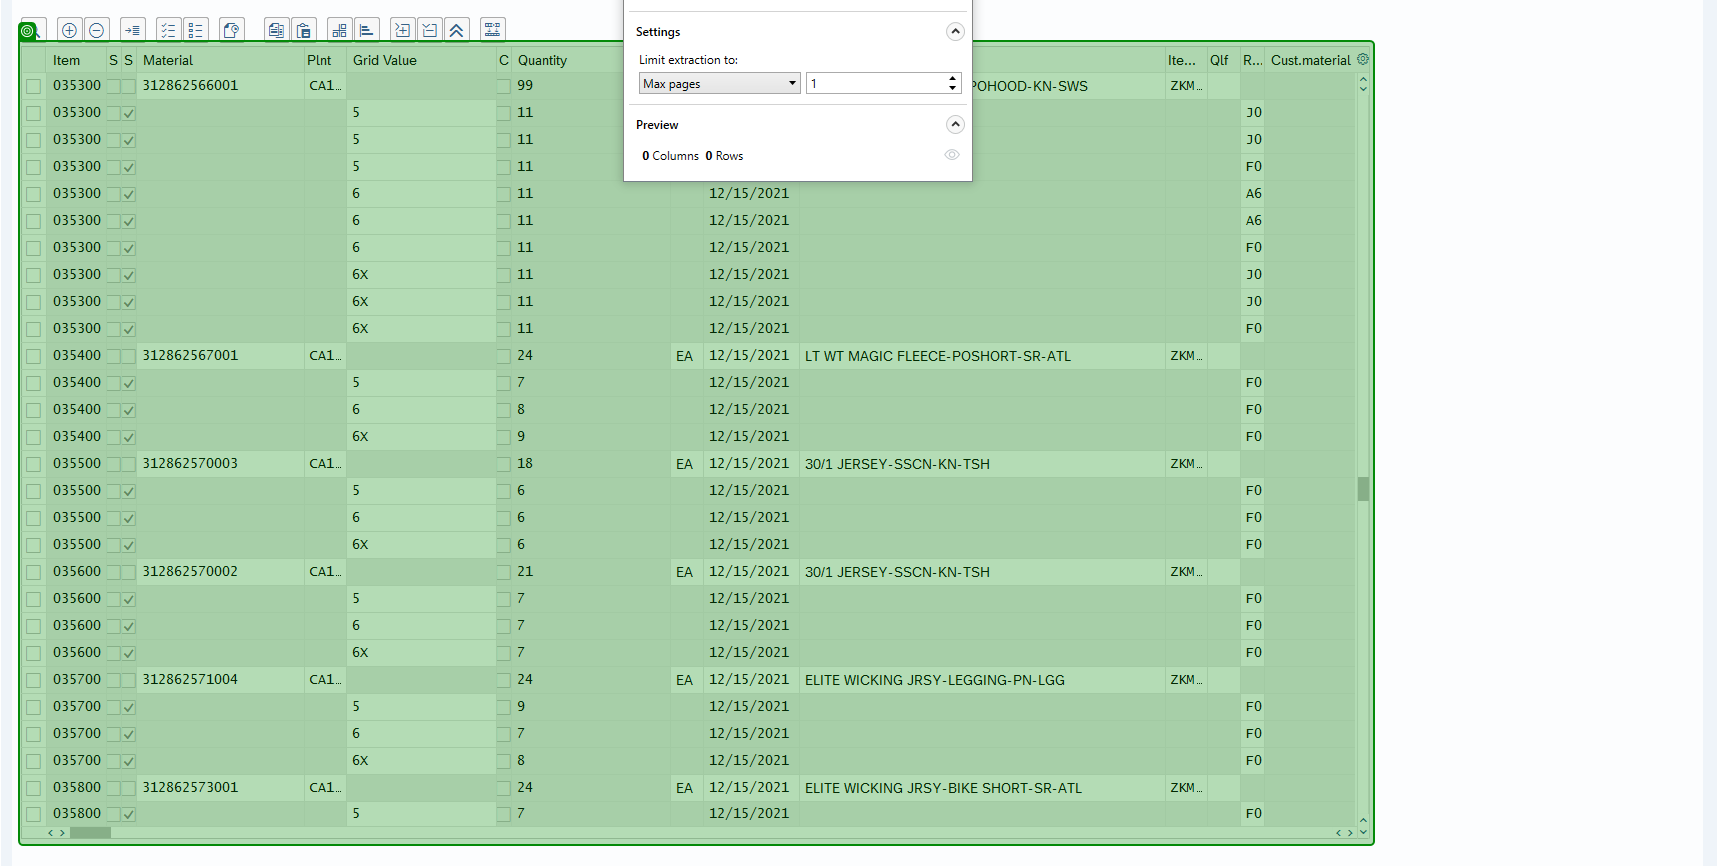 Settings
Limit extraction to:
Max pages 1
Preview
0 Columns 0 Rows
Item S S Material Plnt Grid Value C Quantity Ite... Qlf R... Cust.material
035300 312862566001 CA1... 99 POHOOD-KN-SWS ZKM...
035300 5 11 J0
035300 5 11 J0
035300 5 11 F0
035300 6 11 12/15/2021 A6
035300 6 11 12/15/2021 A6
035300 6 11 12/15/2021 F0
035300 6X 11 12/15/2021 J0
035300 6X 11 12/15/2021 J0
035300 6X 11 12/15/2021 F0
035400 312862567001 CA1... 24 EA 12/15/2021 LT WT MAGIC FLEECE-POSHORT-SR-ATL ZKM...
035400 5 7 12/15/2021 F0
035400 6 8 12/15/2021 F0
035400 6X 9 12/15/2021 F0
035500 312862570003 CA1... 18 EA 12/15/2021 30/1 JERSEY-SSCN-KN-TSH ZKM...
035500 5 6 12/15/2021 F0
035500 6 6 12/15/2021 F0
035500 6X 6 12/15/2021 F0
035600 312862570002 CA1... 21 EA 12/15/2021 30/1 JERSEY-SSCN-KN-TSH ZKM...
035600 5 7 12/15/2021 F0
035600 6 7 12/15/2021 F0
035600 6X 7 12/15/2021 F0
035700 312862571004 CA1... 24 EA 12/15/2021 ELITE WICKING JRSY-LEGGING-PN-LGG ZKM...
035700 5 9 12/15/2021 F0
035700 6 7 12/15/2021 F0
035700 6X 8 12/15/2021 F0
035800 312862573001 CA1... 24 EA 12/15/2021 ELITE WICKING JRSY-BIKE SHORT-SR-ATL ZKM...
035800 5 7 12/15/2021 F0